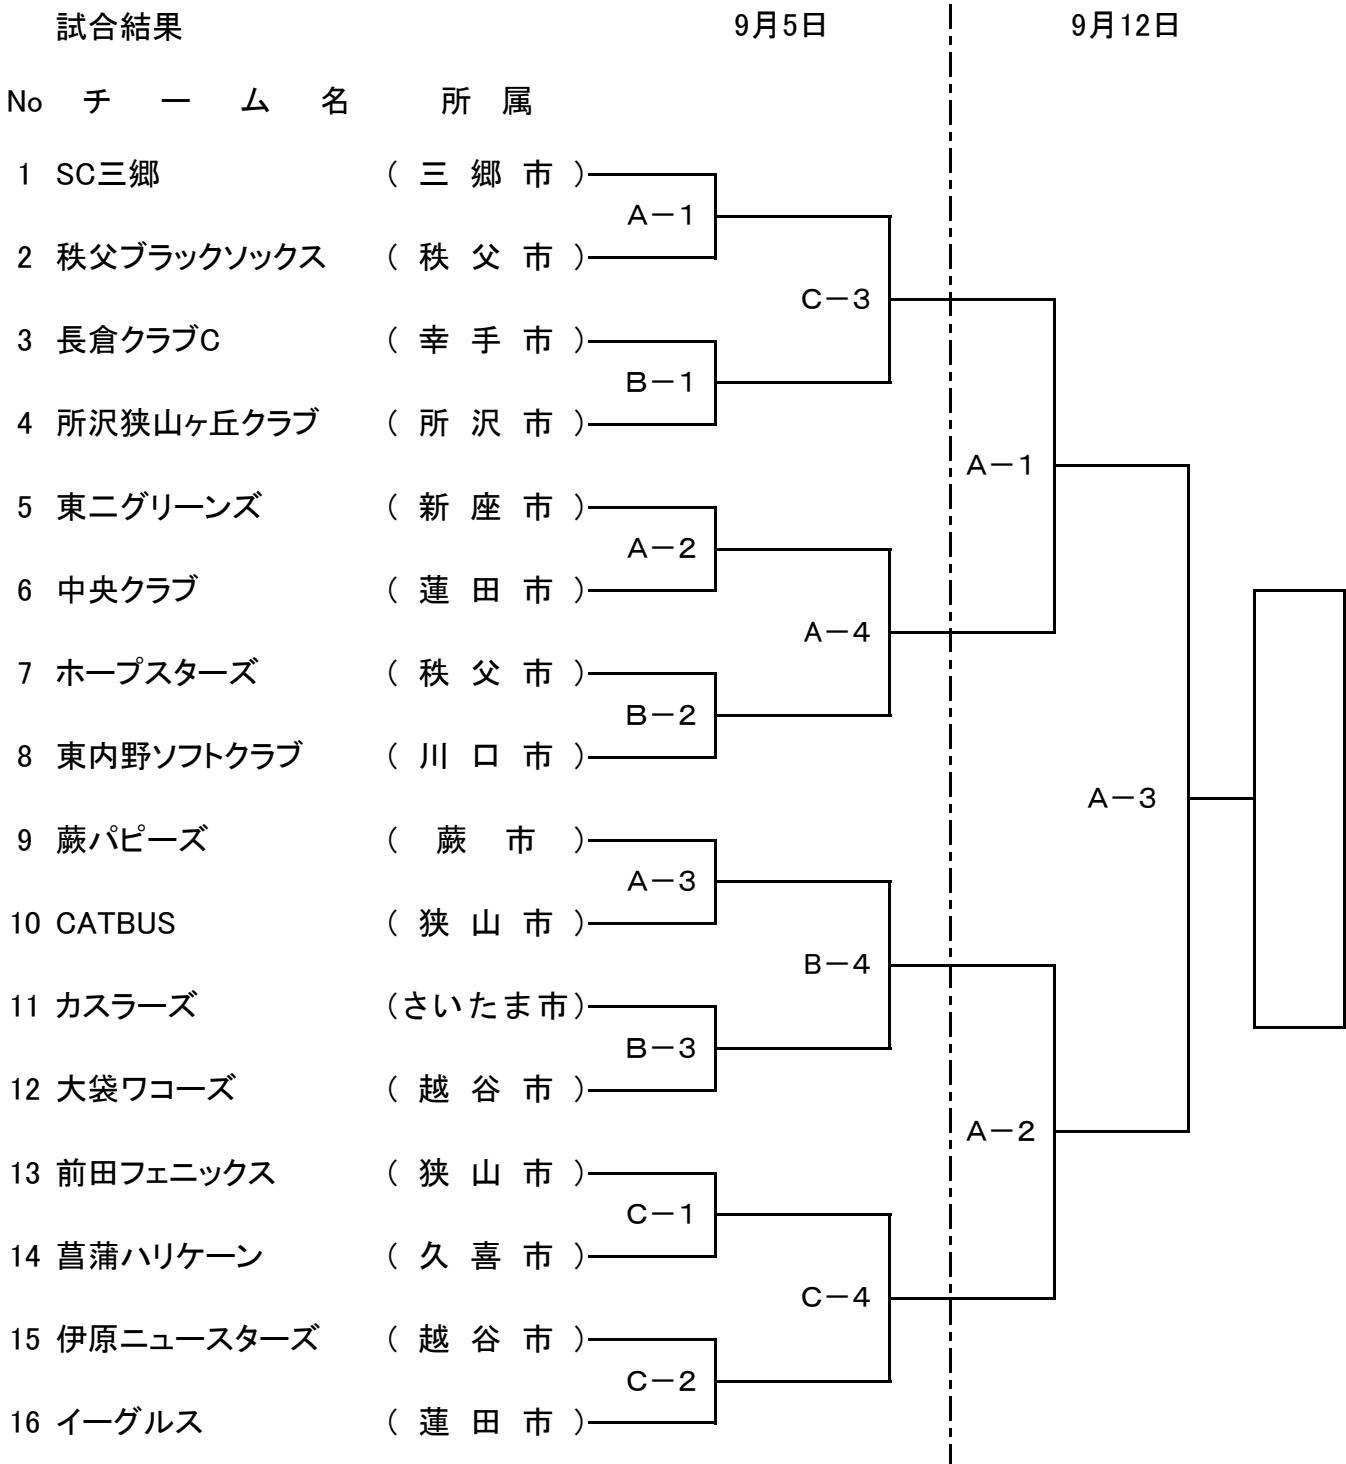 試合結果 9月5日 9月12日
No チーム名 所属
1 SC三郷 (三郷市)
A－1
2 秩父ブラックソックス (秩父市)
C－3
3 長倉クラブC (幸手市)
B－1
4 所沢狭山ヶ丘クラブ (所沢市)
A－1
5 東ニグリーンズ (新座市)
A－2
6 中央クラブ (蓮田市)
A－4
7 ホープスターズ (秩父市)
B－2
8 東内野ソフトクラブ (川口市)
A－3
9 蕨パピーズ (蕨市)
A－3
10 CATBUS (狭山市)
B－4
11 カスラーズ (さいたま市)
B－3
12 大袋ワコーズ (越谷市)
A－2
13 前田フェニックス (狭山市)
C－1
14 菖蒲ハリケーン (久喜市)
C－4
15 伊原ニュースターズ (越谷市)
C－2
16 イーグルス (蓮田市)